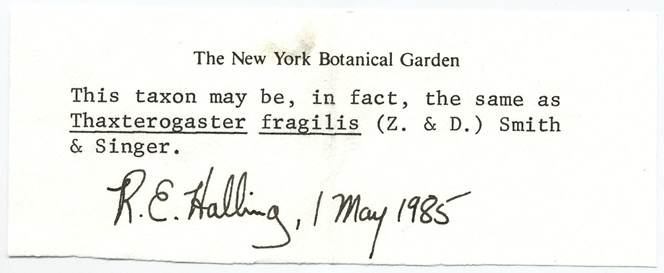 The New York Botanical Garden
This taxon may be, in fact, the same as
Thaxterogaster fragilis (Z. & D.) Smith
& Singer.
R.E. Halling, 1 May 1985